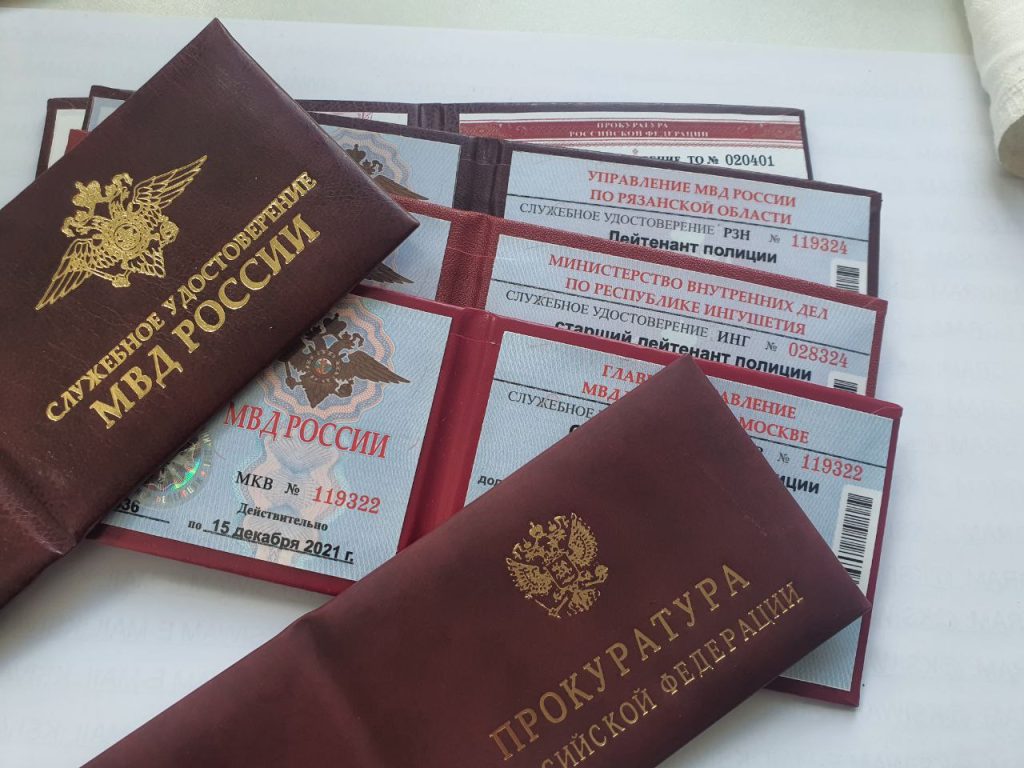 СЛУЖЕБНОЕ УДОСТОВЕРЕНИЕ
МВД РОССИИ
ПРОКУРАТУРА
РОССИЙСКОЙ ФЕДЕРАЦИИ
ТО № 020401
УПРАВЛЕНИЕ МВД РОССИИ
ПО РЯЗАНСКОЙ ОБЛАСТИ
СЛУЖЕБНОЕ УДОСТОВЕРЕНИЕ РЗН № 119324
Лейтенант полиции
МИНИСТЕРСТВО ВНУТРЕННИХ ДЕЛ
ПО РЕСПУБЛИКЕ ИНГУШЕТИЯ
СЛУЖЕБНОЕ УДОСТОВЕРЕНИЕ ИНГ № 028324
старший лейтенант полиции
МВД РОССИИ
МКВ № 119322
Действительно
по 15 декабря 2021 г.
МОСКВЕ
№ 119322
ПРОКУРАТУРА
ФЕДЕРАЦИИ